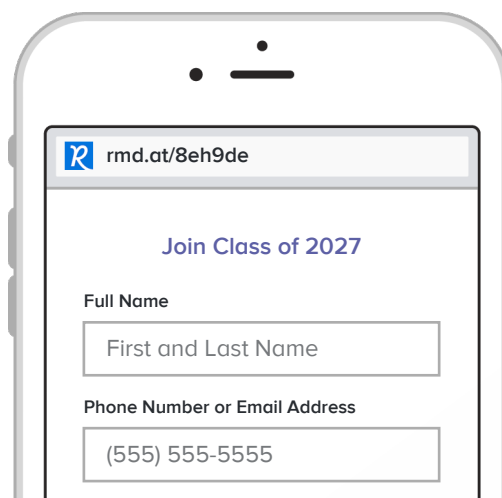 rmd.at/8eh9de
Join Class of 2027
Full Name
First and Last Name
Phone Number or Email Address
(555) 555-5555